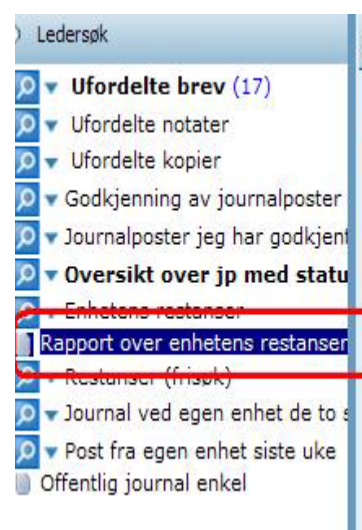 Ledersøk
Ufordelte brev (17)
Ufordelte notater
Ufordelte kopier
Godkjenning av journalposter
Journalposter jeg har godkjent
Oversikt over jp med statu
Enhetens restanser
Rapport over enhetens restanser
Restanser (frisøk)
Journal ved egen enhet de to s
Post fra egen enhet siste uke
Offentlig journal enkel